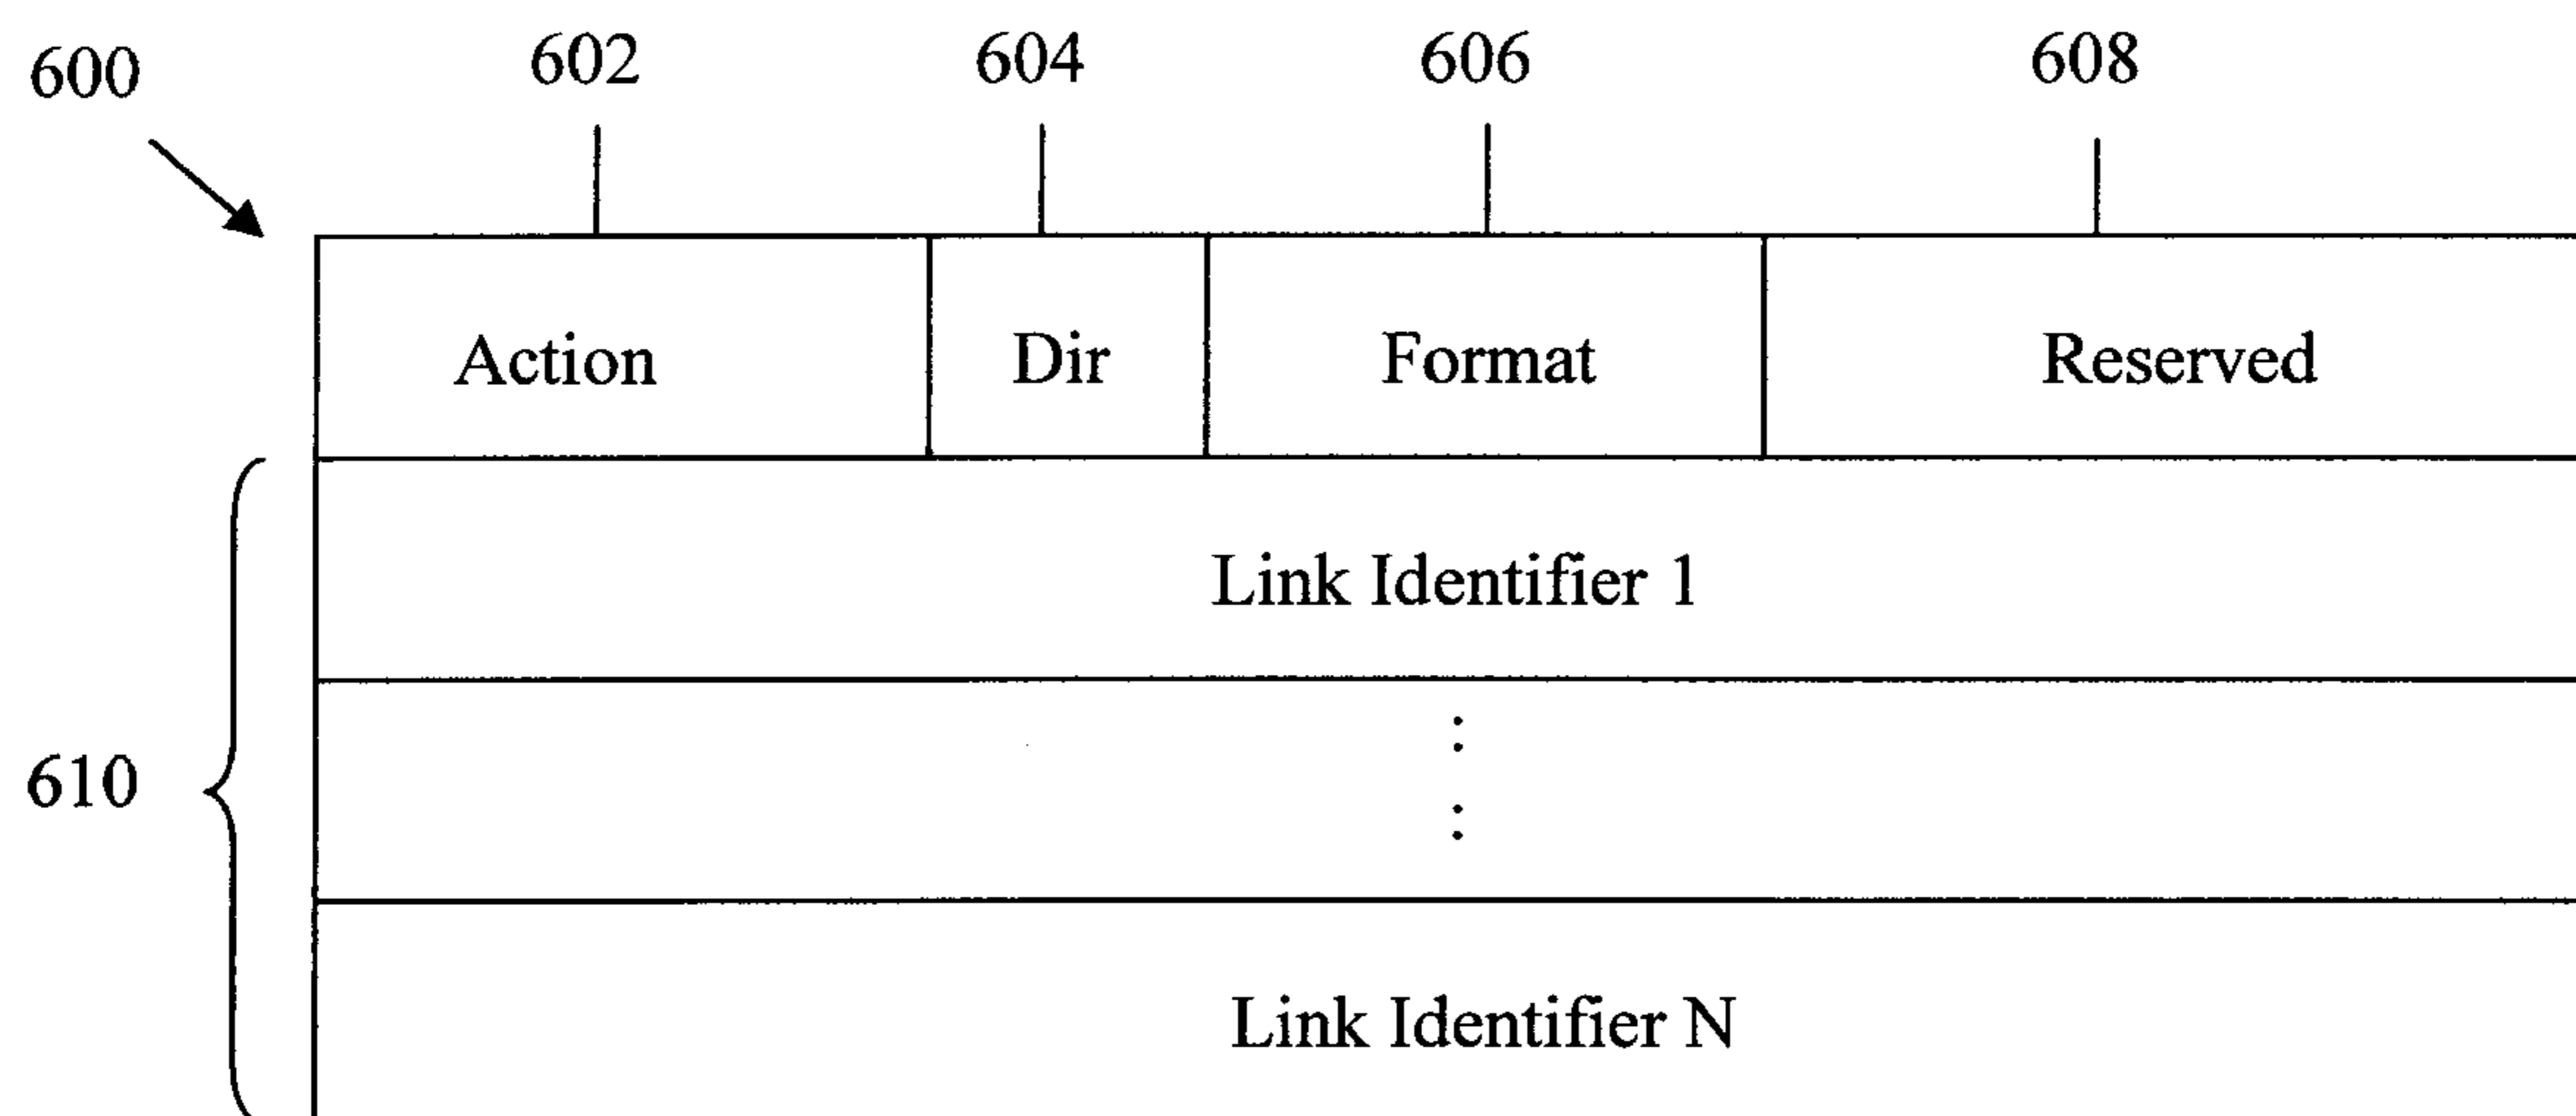 600 602 604 606 608
Action Dir Format Reserved
Link Identifier 1
610
Link Identifier N